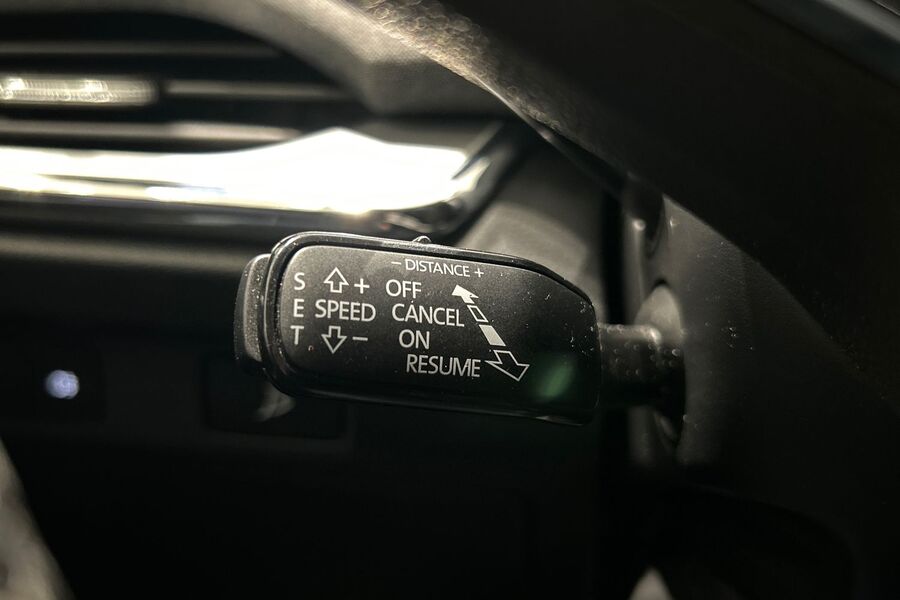 - DISTANCE +
S + OFF
E SPEED CANCEL
T - ON
RESUME